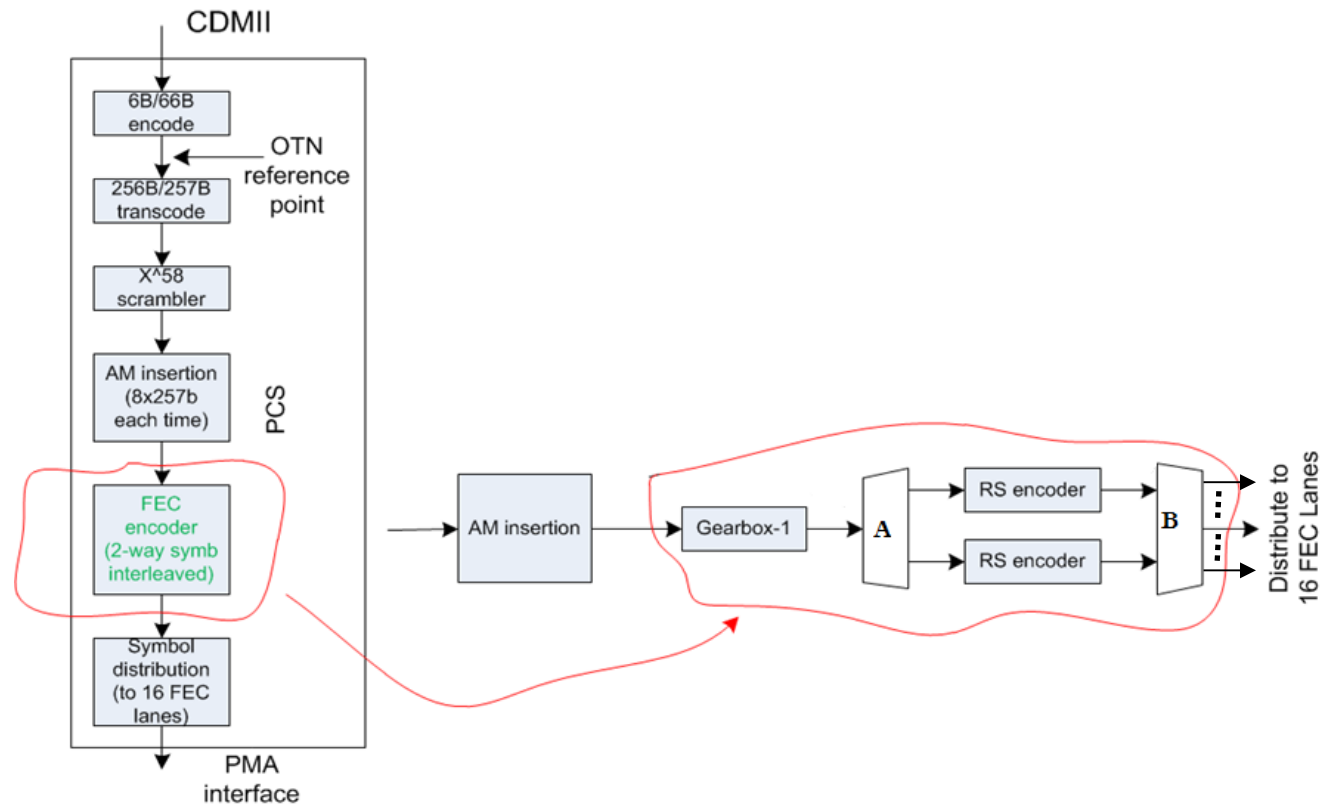 CDMII
6B/66B
encode
OTN
reference
point
256B/257B
transcode
X^58
scrambler
AM insertion
(8x257b
each time)
PCS
FEC
encoder
(2-way symb
interleaved)
Symbol
distribution
(to 16 FEC
lanes)
PMA
interface
AM insertion
Gearbox-1
A
RS encoder
RS encoder
B
Distribute to
16 FEC Lanes